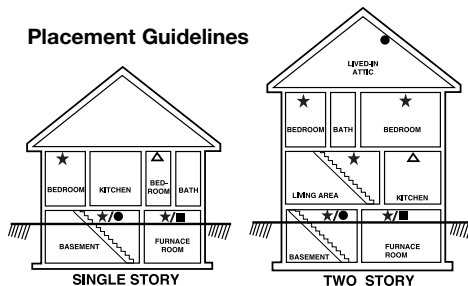 Placement Guidelines
LIVED-IN
ATTIC
BEDROOM
BATH
BEDROOM
BEDROOM
KITCHEN
BED-
ROOM
BATH
LIVING AREA
KITCHEN
BASEMENT
FURNACE
ROOM
BASEMENT
FURNACE
ROOM
SINGLE STORY
TWO STORY